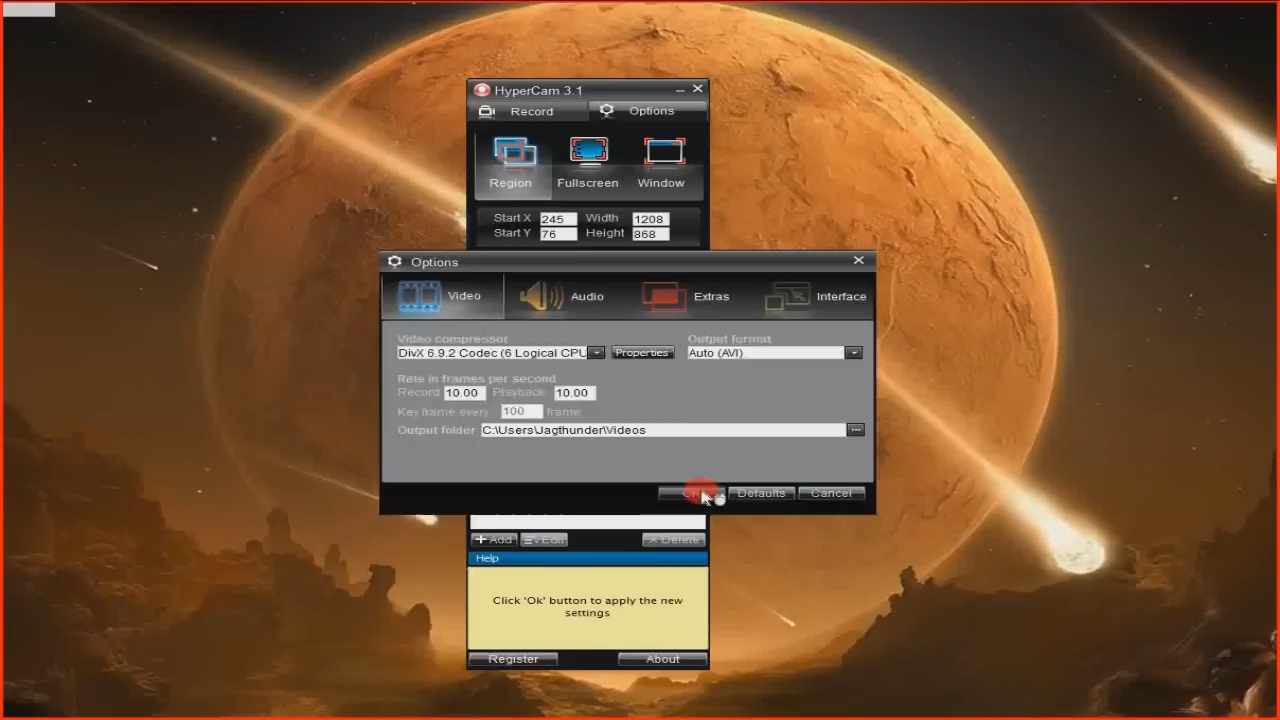 HyperCam 3.1
Record Options
Region Fullscreen Window
Start X 245 Width 1208
Start Y 76 Height 868
Options
Video Audio Extras Interface
Video compressor Output format
DivX 6.9.2 Codec (6 Logical CPU Properties Auto (AVI)
Rate in frames per second
Record 10.00 Playback 10.00
Key frame every 100 frame
Output folder C:\Users\Jagthunder\Videos ...
OK Defaults Cancel
Add Edit Delete
Help
Click 'Ok' button to apply the new
settings
Register About